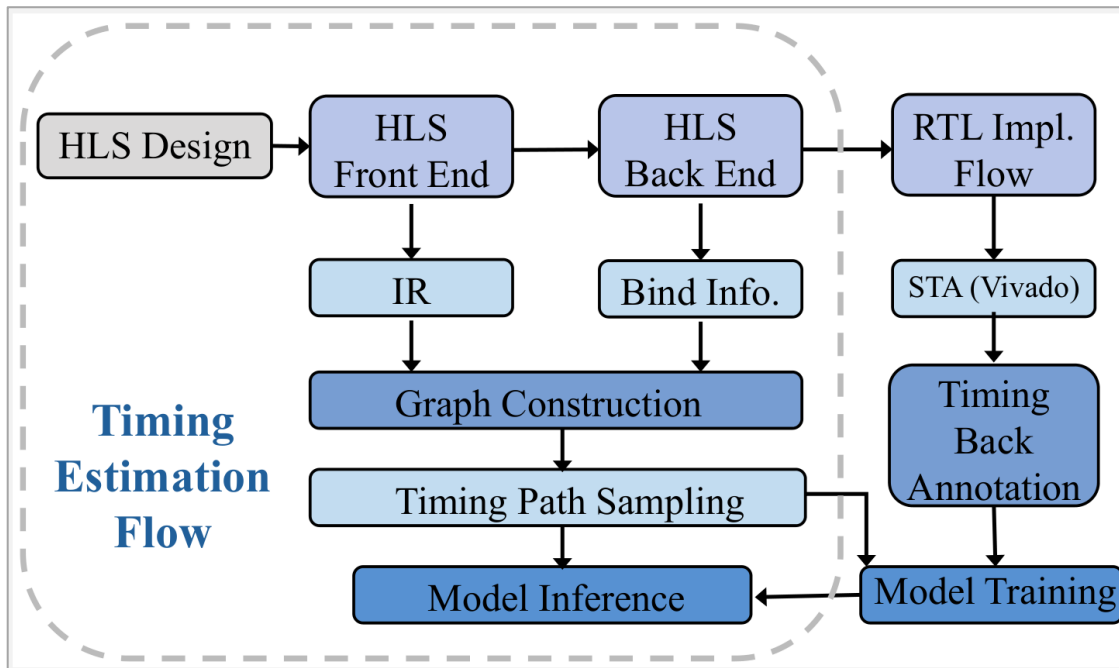 HLS Design
HLS
Front End
HLS
Back End
RTL Impl.
Flow
IR
Bind Info.
STA (Vivado)
Graph Construction
Timing
Back
Annotation
Timing
Estimation
Flow
Timing Path Sampling
Model Inference
Model Training